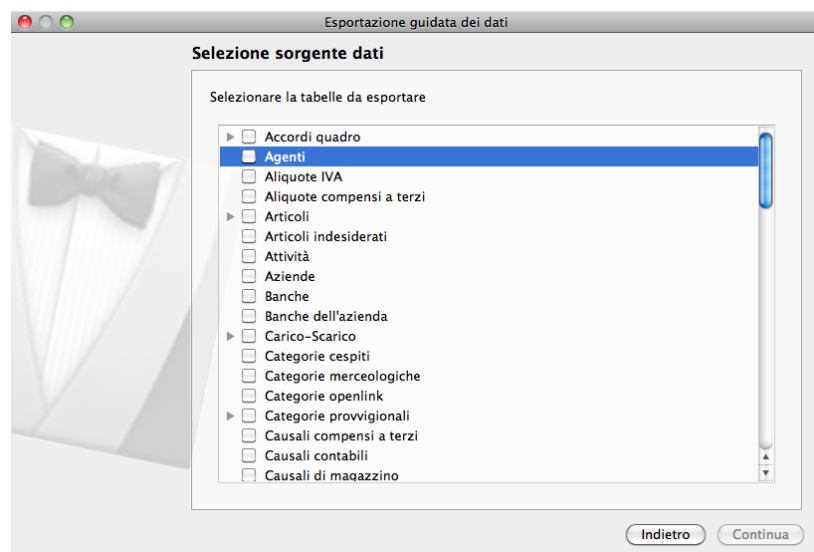 Esportazione guidata dei dati
Selezione sorgente dati
Selezionare la tabelle da esportare
Accordi quadro
Agenti
Aliquote IVA
Aliquote compensi a terzi
Articoli
Articoli indesiderati
Attività
Aziende
Banche
Banche dell'azienda
Carico-Scarico
Categorie cespiti
Categorie merceologiche
Categorie openlink
Categorie provvigionali
Causali compensi a terzi
Causali contabili
Causali di magazzino
Indietro Continua